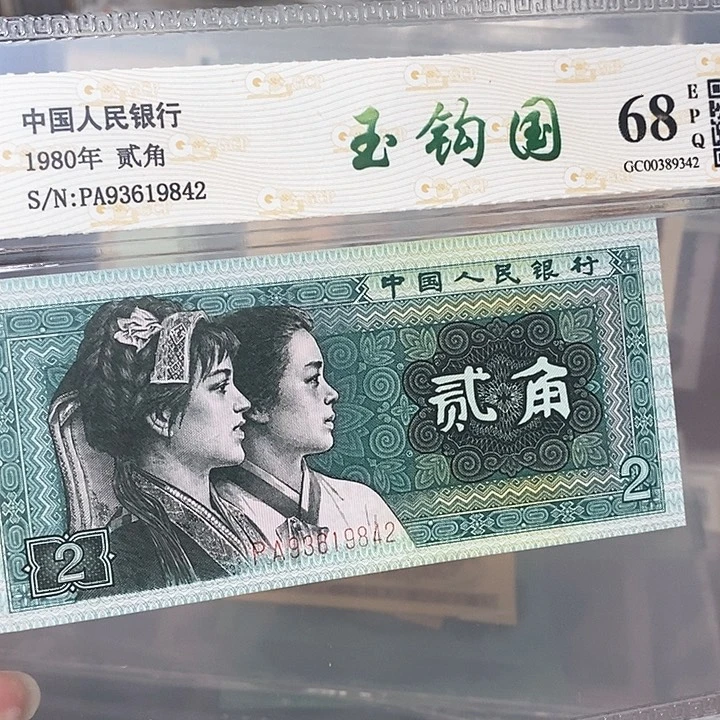 中国人民银行
1980年 贰角
S/N:PA93619842
玉钩国
68
EPQ
GC00389342
中国人民银行
贰角
2
PA93619842
2